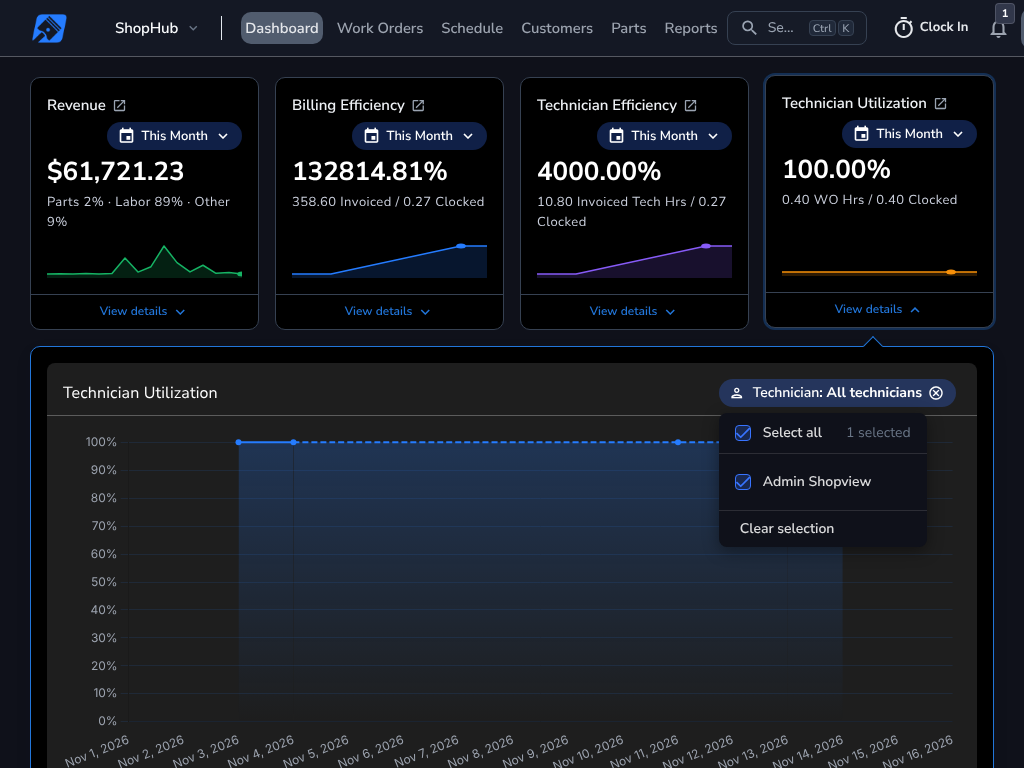 ShopHub
Dashboard
Work Orders
Schedule
Customers
Parts
Reports
Se...
Ctrl
K
Clock In
1
Revenue
This Month
$61,721.23
Parts 2% · Labor 89% · Other
9%
View details
Billing Efficiency
This Month
132814.81%
358.60 Invoiced / 0.27 Clocked
View details
Technician Efficiency
This Month
4000.00%
10.80 Invoiced Tech Hrs / 0.27
Clocked
View details
Technician Utilization
This Month
100.00%
0.40 WO Hrs / 0.40 Clocked
View details
Technician Utilization
Technician: All technicians
Select all
1 selected
Admin Shopview
Clear selection
100%
90%
80%
70%
60%
50%
40%
30%
20%
10%
0%
Nov 1, 2026
Nov 2, 2026
Nov 3, 2026
Nov 4, 2026
Nov 5, 2026
Nov 6, 2026
Nov 7, 2026
Nov 8, 2026
Nov 9, 2026
Nov 10, 2026
Nov 11, 2026
Nov 12, 2026
Nov 13, 2026
Nov 14, 2026
Nov 15, 2026
Nov 16, 2026